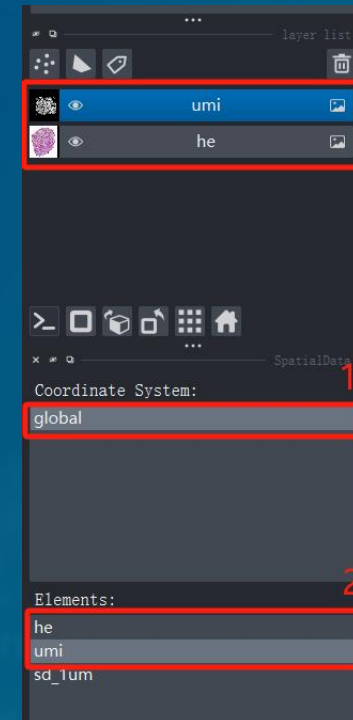 layer list
umi
he
SpatialData
1
Coordinate System:
global
2
Elements:
he
umi
sd_1um